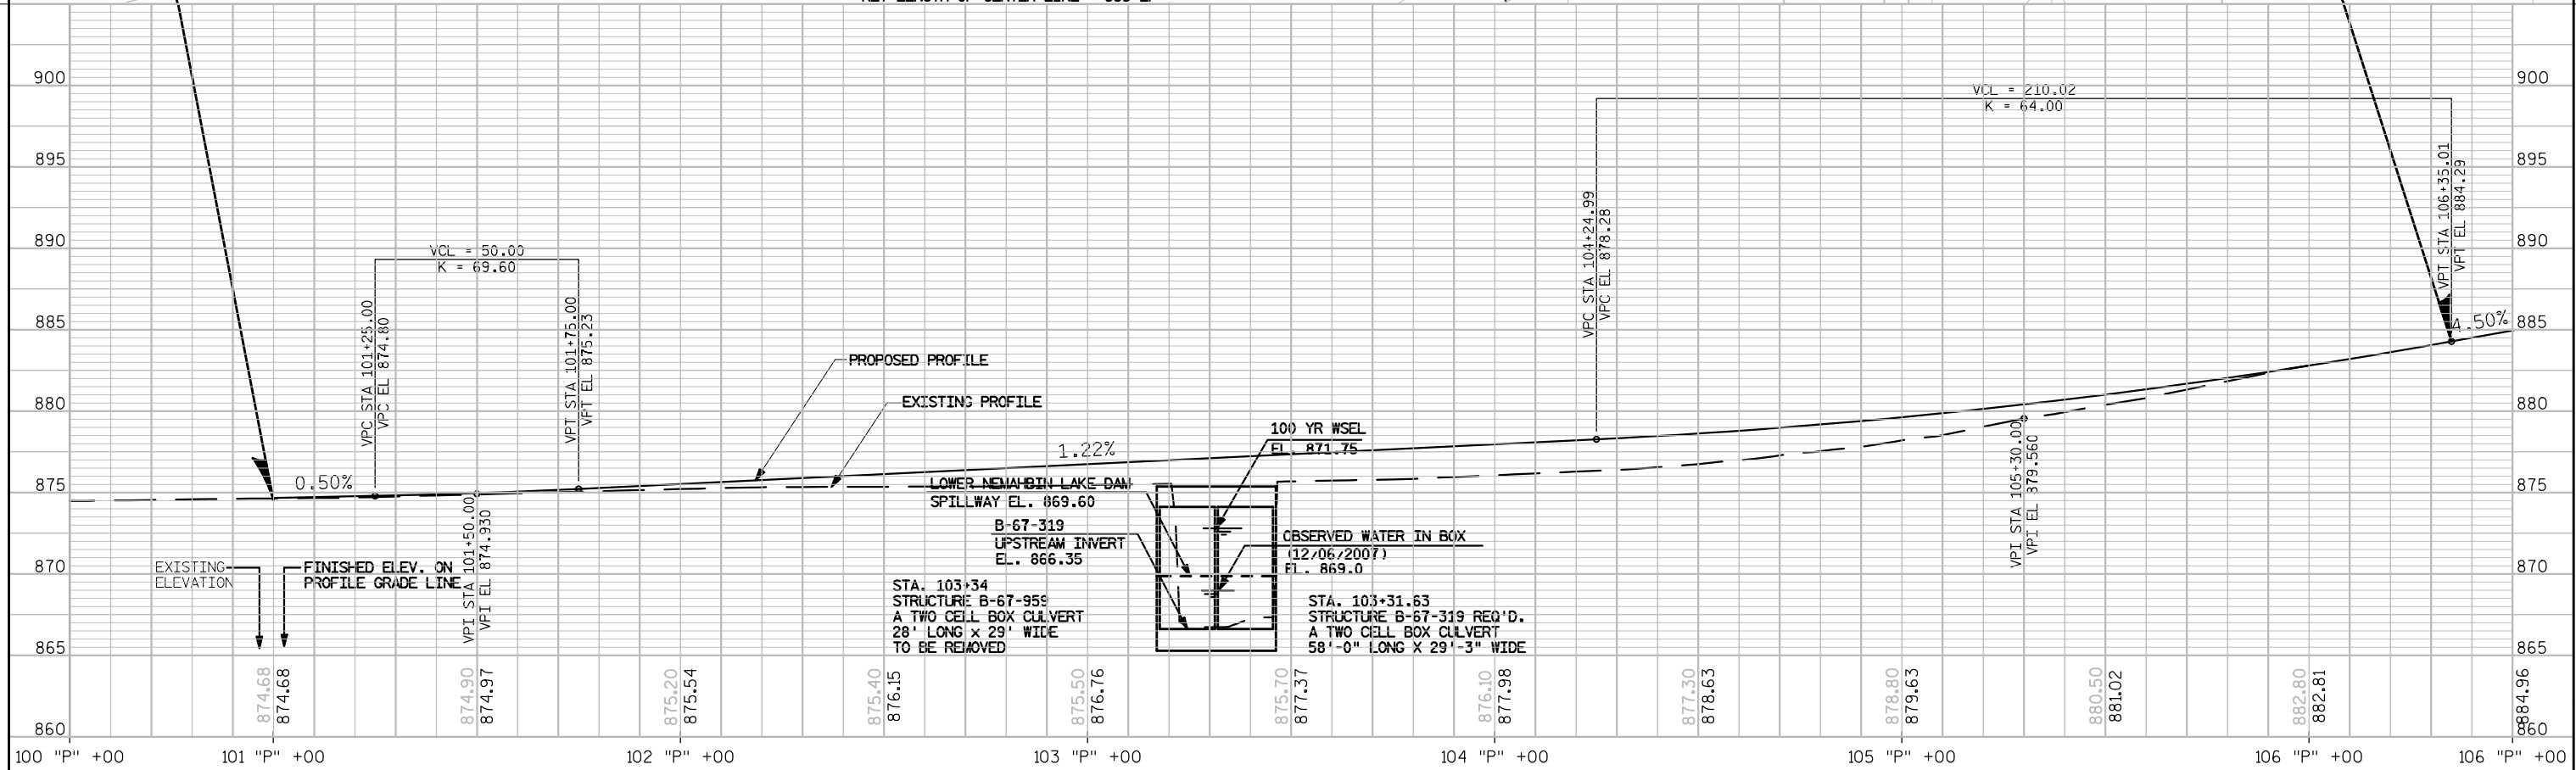 900
900
VCL = 210.02
K = 64.00
895
895
VPC STA 104+24.99
VPC EL 878.28
VPT STA 106+35.01
VPT EL 884.29
890
890
VCL = 50.00
K = 69.60
885
885
4.50%
VPC STA 101+25.00
VPC EL 874.80
VPT STA 101+75.00
VPT EL 875.23
PROPOSED PROFILE
EXISTING PROFILE
880
880
100 YR WSEL
EL. 871.75
1.22%
875
875
0.50%
LOWER NEMAHBIN LAKE DAM
SPILLWAY EL. 869.60
B-67-319
UPSTREAM INVERT
EL. 866.35
OBSERVED WATER IN BOX
(12/06/2007)
EL. 869.0
VPI STA 101+50.00
VPI EL 874.930
VPI STA 105+30.00
VPI EL 879.560
870
870
EXISTING
ELEVATION
FINISHED ELEV. ON
PROFILE GRADE LINE
STA. 103+34
STRUCTURE B-67-959
A TWO CELL BOX CULVERT
28' LONG x 29' WIDE
TO BE REMOVED
STA. 103+31.63
STRUCTURE B-67-319 REQ'D.
A TWO CELL BOX CULVERT
58'-0" LONG X 29'-3" WIDE
865
865
874.68
874.68
874.90
874.97
875.20
875.54
875.40
876.15
875.50
876.76
875.70
877.37
876.10
877.98
877.30
878.63
878.80
879.63
880.50
881.02
882.80
882.81
884.96
860
860
100 "P" +00
101 "P" +00
102 "P" +00
103 "P" +00
104 "P" +00
105 "P" +00
106 "P" +00
106 "P" +00